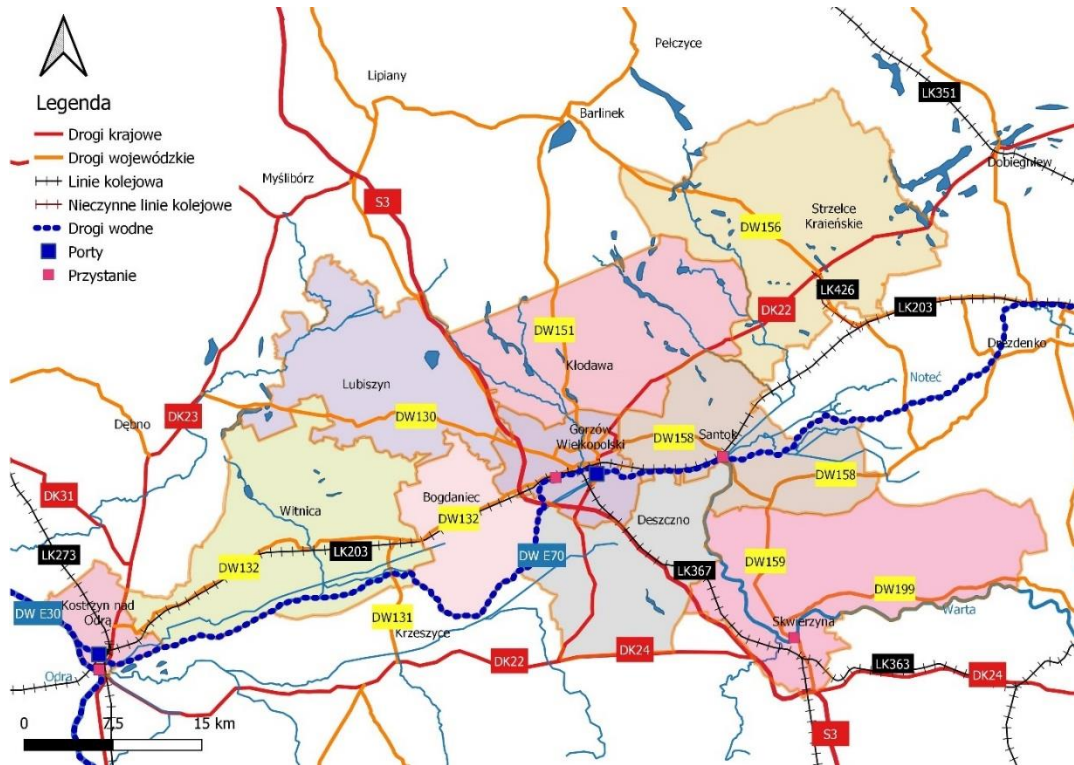 Pełczyce
Lipiany
LK351
Legenda
Barlinek
Drogi krajowe
Drogi wojewódzkie
Dobiegniew
Linie kolejowa
Myślibórz
Nieczynne linie kolejowe
S3
Drogi wodne
Strzelce
Kraieńskie
DW156
Porty
Przystanie
LK426
LK203
DK22
DW151
Drezdenko
Kłodawa
Noteć
Lubiszyn
DK23
DW130
Dębno
Gorzów
Wielkopolski
DW158
Santok
DW158
DK31
Bogdaniec
Witnica
DW132
Deszczno
LK273
LK203
DW E70
DW132
LK367
DW159
DW199
DW E30
Kostrzyn nad
Odrą
DW131
Warta
Krzeszyce
Skwierzyna
DK22
DK24
LK363
DK24
Odra
0
7,5
15 km
S3